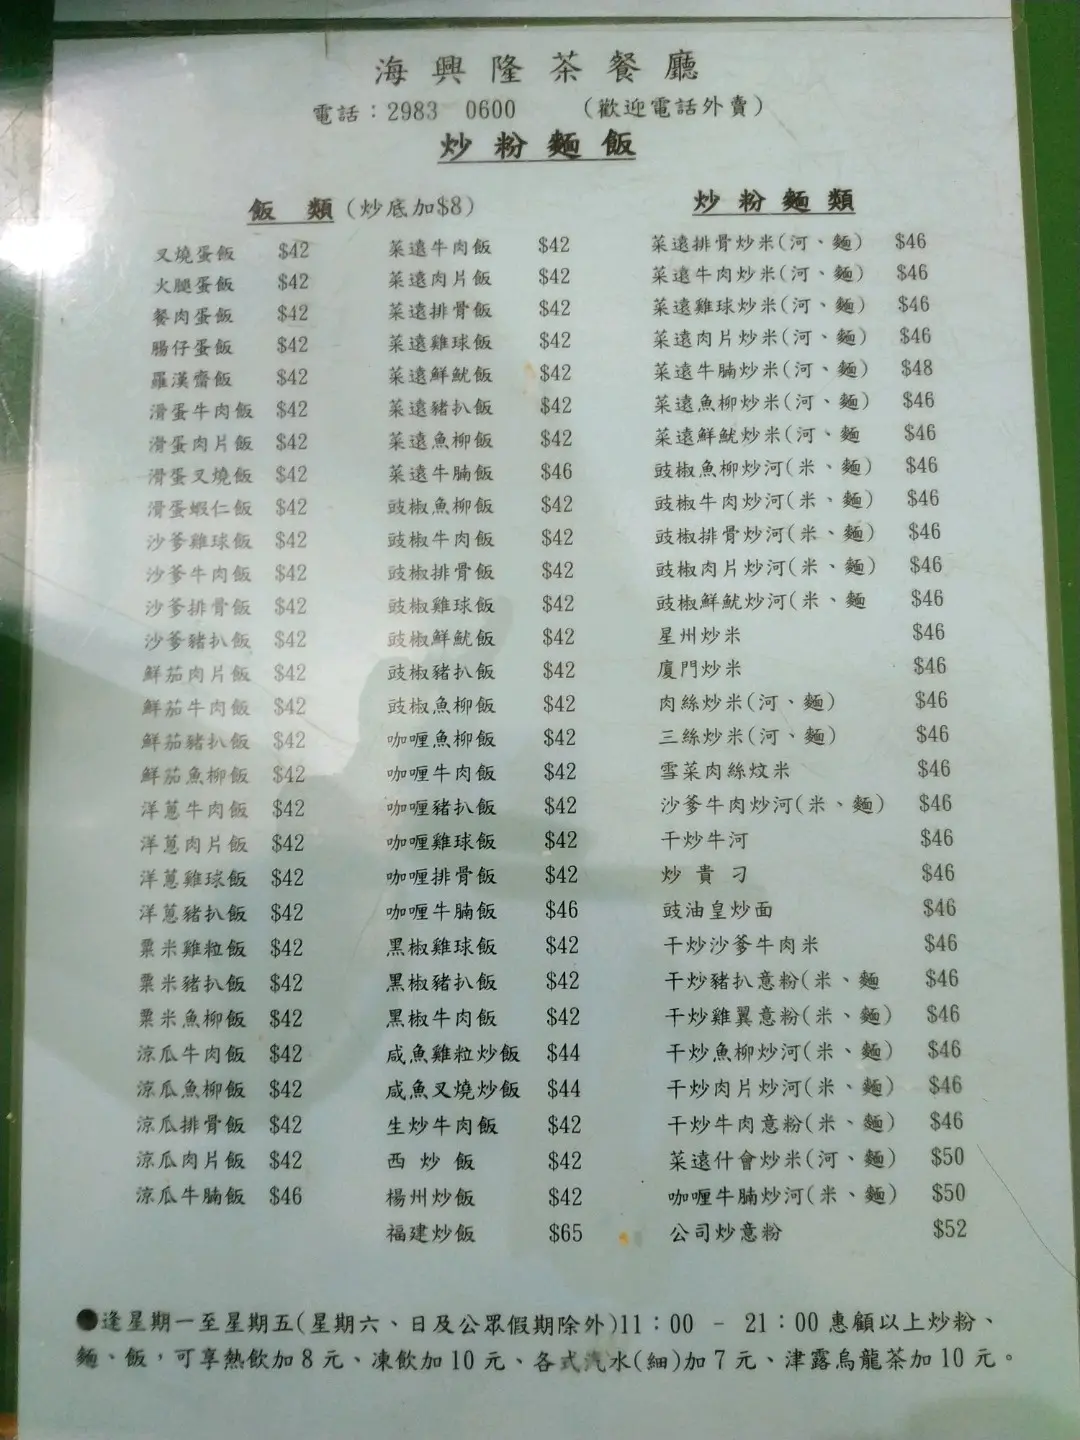 海興隆茶餐廳
電話：2983 0600 （歡迎電話外賣）
炒粉麵飯
飯 類(炒底加$8)
叉燒蛋飯 $42
火腿蛋飯 $42
餐肉蛋飯 $42
腸仔蛋飯 $42
羅漢齋飯 $42
滑蛋牛肉飯 $42
滑蛋肉片飯 $42
滑蛋叉燒飯 $42
滑蛋蝦仁飯 $42
沙爹雞球飯 $42
沙爹牛肉飯 $42
沙爹排骨飯 $42
沙爹豬扒飯 $42
鮮茄肉片飯 $42
鮮茄牛肉飯 $42
鮮茄豬扒飯 $42
鮮茄魚柳飯 $42
洋蔥牛肉飯 $42
洋蔥肉片飯 $42
洋蔥雞球飯 $42
洋蔥豬扒飯 $42
粟米雞粒飯 $42
粟米豬扒飯 $42
粟米魚柳飯 $42
涼瓜牛肉飯 $42
涼瓜魚柳飯 $42
涼瓜排骨飯 $42
涼瓜肉片飯 $42
涼瓜牛腩飯 $46
菜遠牛肉飯 $42
菜遠肉片飯 $42
菜遠排骨飯 $42
菜遠雞球飯 $42
菜遠鮮魷飯 $42
菜遠豬扒飯 $42
菜遠魚柳飯 $42
菜遠牛腩飯 $46
豉椒魚柳飯 $42
豉椒牛肉飯 $42
豉椒排骨飯 $42
豉椒雞球飯 $42
豉椒鮮魷飯 $42
豉椒豬扒飯 $42
豉椒魚柳飯 $42
咖喱魚柳飯 $42
咖喱牛肉飯 $42
咖喱豬扒飯 $42
咖喱雞球飯 $42
咖喱排骨飯 $42
咖喱牛腩飯 $46
黑椒雞球飯 $42
黑椒豬扒飯 $42
黑椒牛肉飯 $42
咸魚雞粒炒飯 $44
咸魚叉燒炒飯 $44
生炒牛肉飯 $42
西 炒 飯 $42
楊州炒飯 $42
福建炒飯 $65
炒粉麵類
菜遠排骨炒米(河、麵) $46
菜遠牛肉炒米(河、麵) $46
菜遠雞球炒米(河、麵) $46
菜遠肉片炒米(河、麵) $46
菜遠牛腩炒米(河、麵) $48
菜遠魚柳炒米(河、麵) $46
菜遠鮮魷炒米(河、麵 $46
豉椒魚柳炒河(米、麵) $46
豉椒牛肉炒河(米、麵) $46
豉椒排骨炒河(米、麵) $46
豉椒肉片炒河(米、麵) $46
豉椒鮮魷炒河(米、麵 $46
星州炒米 $46
廈門炒米 $46
肉絲炒米(河、麵) $46
三絲炒米(河、麵) $46
雪菜肉絲炆米 $46
沙爹牛肉炒河(米、麵) $46
干炒牛河 $46
炒 貴 刁 $46
豉油皇炒面 $46
干炒沙爹牛肉米 $46
干炒豬扒意粉(米、麵 $46
干炒雞翼意粉(米、麵) $46
干炒魚柳炒河(米、麵) $46
干炒肉片炒河(米、麵) $46
干炒牛肉意粉(米、麵) $46
菜遠什會炒米(河、麵) $50
咖喱牛腩炒河(米、麵) $50
公司炒意粉 $52
●逢星期一至星期五(星期六、日及公眾假期除外)11：00 – 21：00 惠顧以上炒粉、
麵、飯，可享熱飲加 8 元、凍飲加 10 元、各式汽水(細)加 7 元、津露烏龍茶加 10 元。